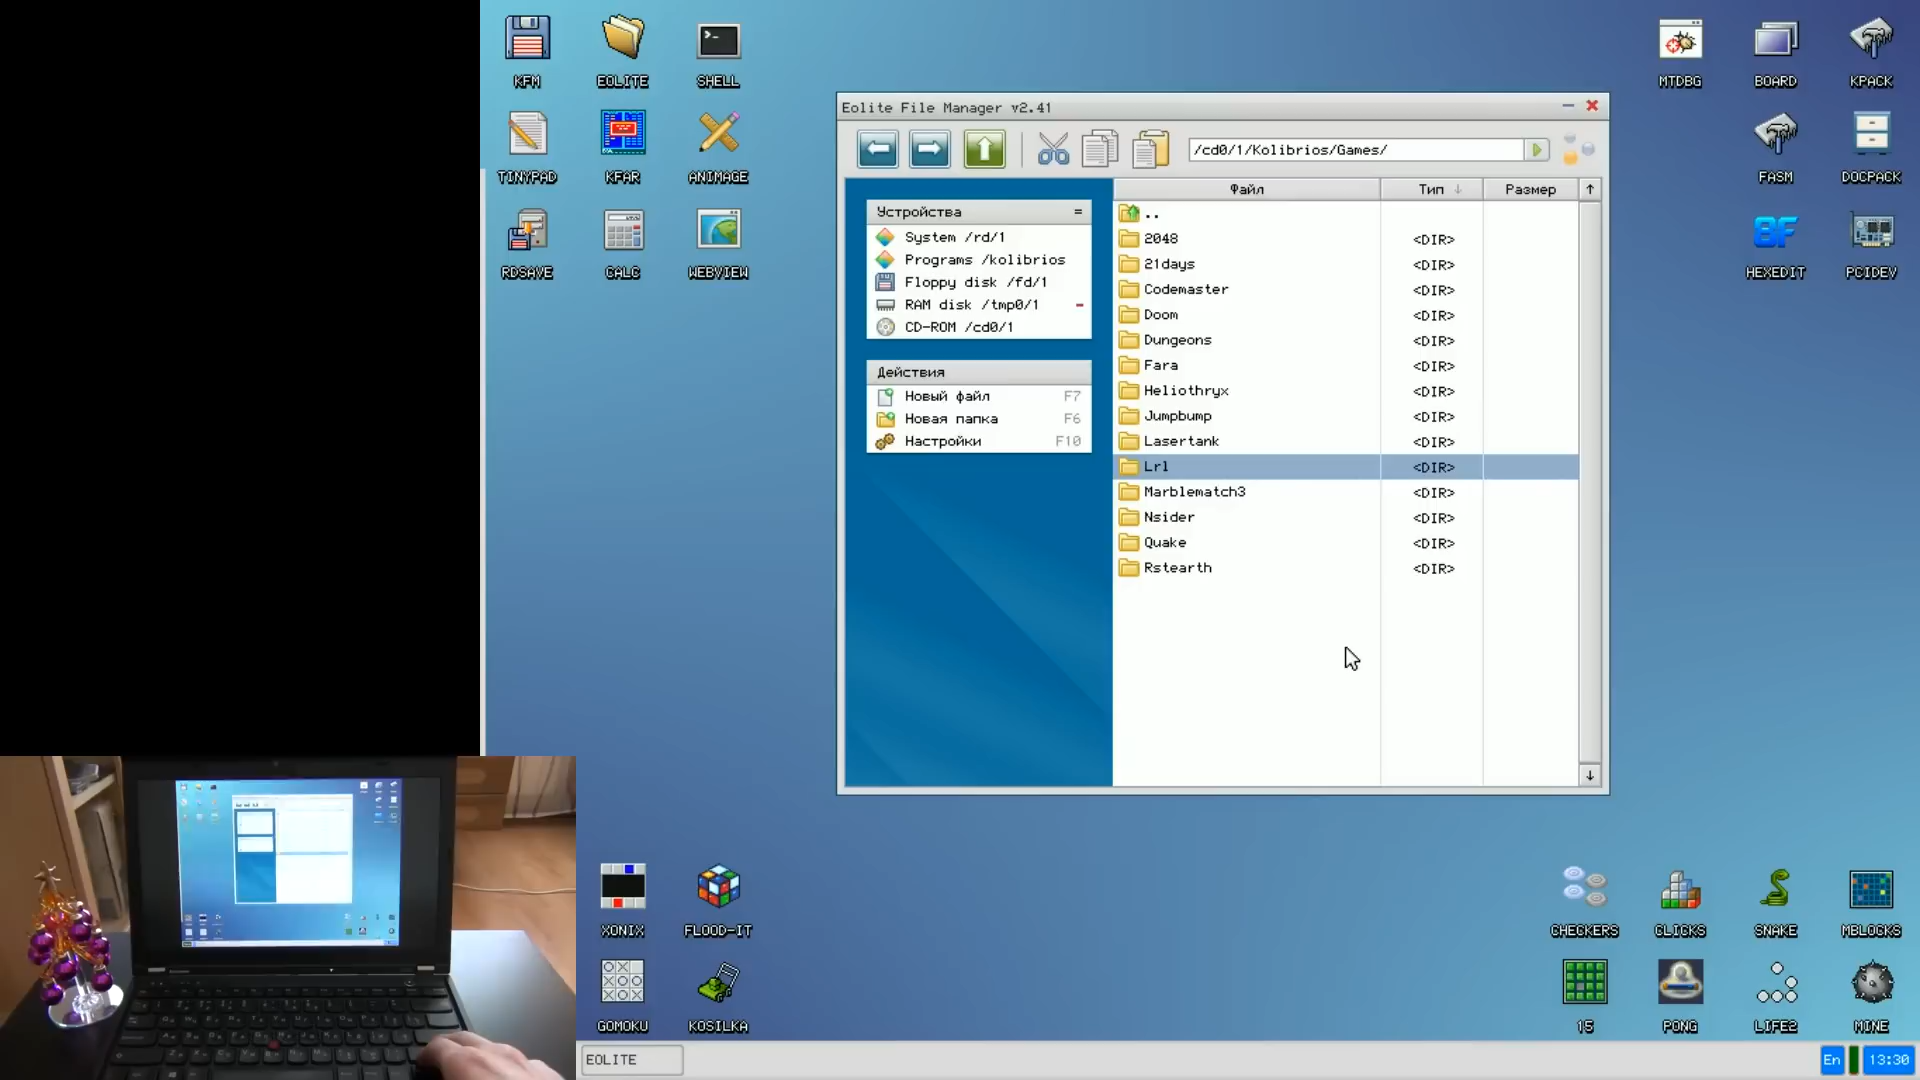 KFM
EOLITE
SHELL
MTDBG
BOARD
KPACK
TINYPAD
KFAR
ANIMAGE
FASM
DOCPACK
RDSAVE
CALC
WEBVIEW
HEXEDIT
PCIDEV
Eolite File Manager v2.41
/cd0/1/Kolibrios/Games/
Устройства =
System /rd/1
Programs /kolibrios
Floppy disk /fd/1
RAM disk /tmp0/1
CD-ROM /cd0/1
Действия
Новый файл F7
Новая папка F6
Настройки F10
Файл Тип ↓ Размер ↑
..
2048 <DIR>
21days <DIR>
Codemaster <DIR>
Doom <DIR>
Dungeons <DIR>
Fara <DIR>
Heliothryx <DIR>
Jumpbump <DIR>
Lasertank <DIR>
Lrl <DIR>
Marblematch3 <DIR>
Nsider <DIR>
Quake <DIR>
Rstearth <DIR>
XONIX
FLOOD-IT
CHECKERS
CLICKS
SNAKE
MBLOCKS
GOMOKU
KOSILKA
15
PONG
LIFE2
MINE
EOLITE
En
13:30